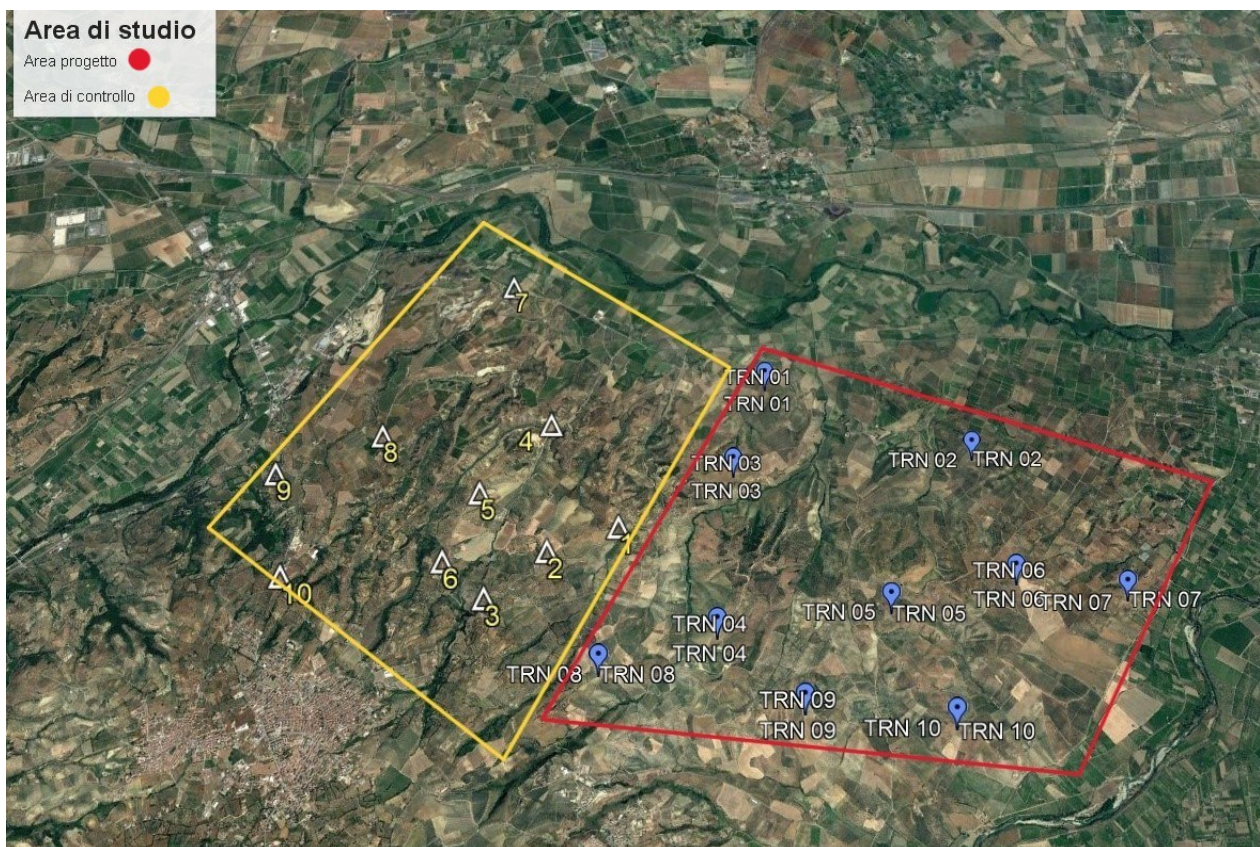 Area di studio
Area progetto
Area di controllo
7
TRN 01
TRN 01
4
8
TRN 02 TRN 02
TRN 03
TRN 03
9
5
1
2
6
10
3
TRN 06
TRN 06
TRN 07 TRN 07
TRN 05 TRN 05
TRN 04
TRN 04
TRN 08 TRN 08
TRN 09
TRN 09
TRN 10 TRN 10